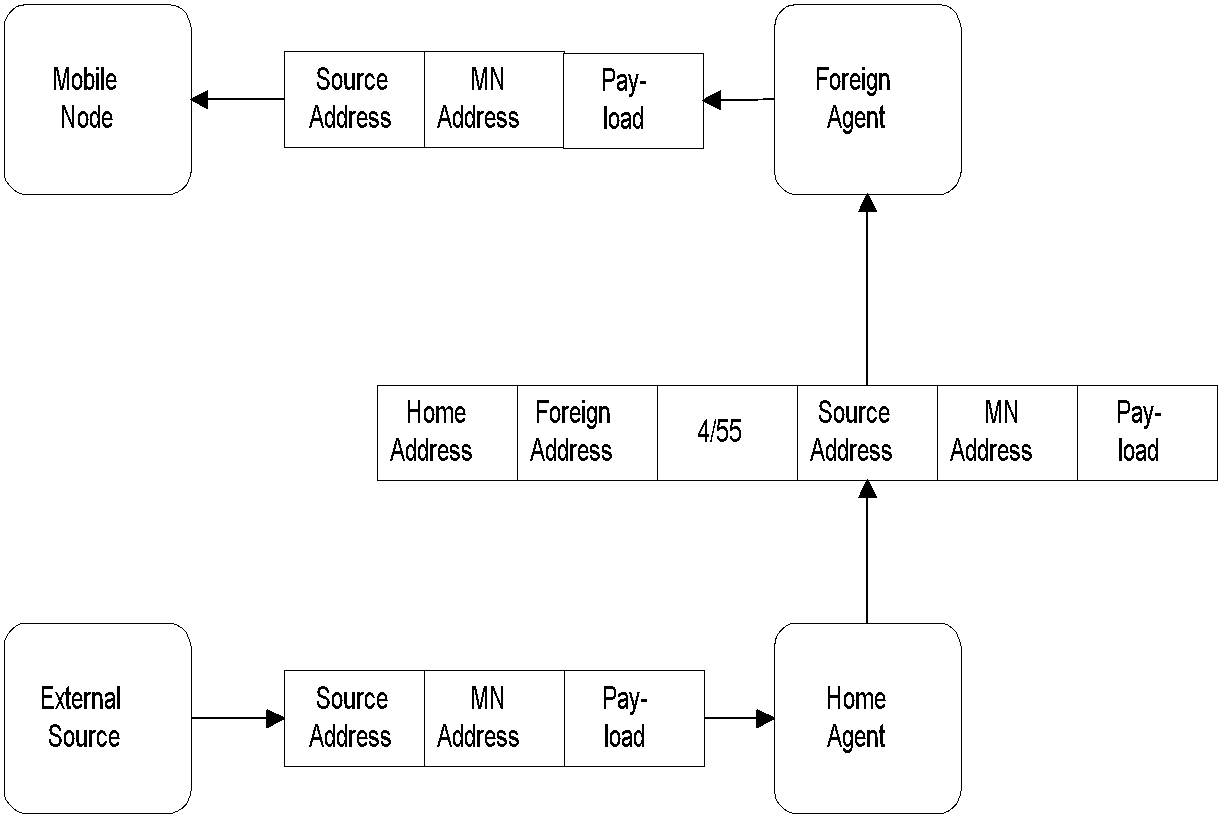 Mobile
Node
Source
Address
MN
Address
Pay-
load
Foreign
Agent
Home
Address
Foreign
Address
4/55
Source
Address
MN
Address
Pay-
load
External
Source
Source
Address
MN
Address
Pay-
load
Home
Agent